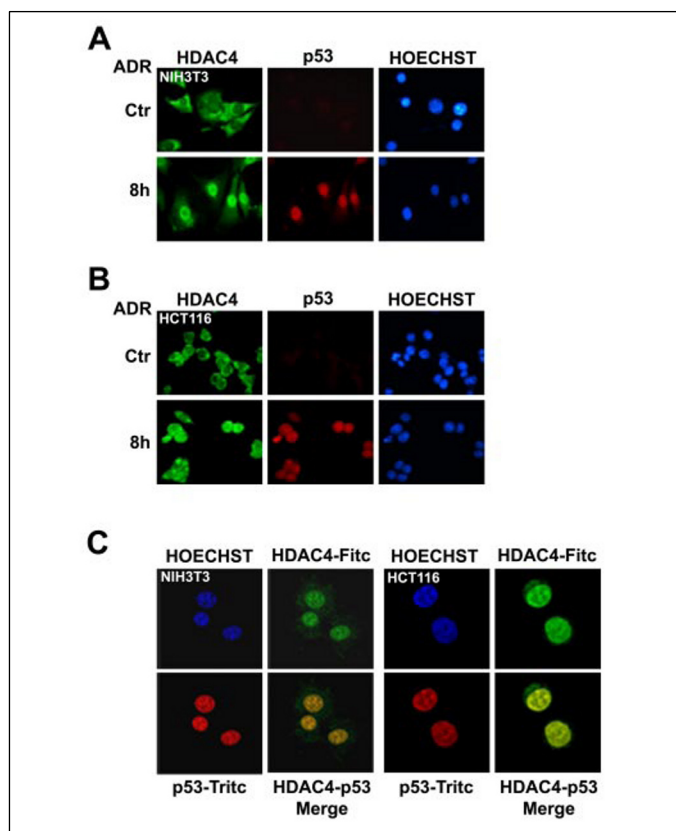 A
HDAC4 p53 HOECHST
ADR
NIH3T3
Ctr
8h
B
HDAC4 p53 HOECHST
ADR
HCT116
Ctr
8h
C
HOECHST HDAC4-Fitc HOECHST HDAC4-Fitc
NIH3T3 HCT116
p53-Tritc HDAC4-p53 p53-Tritc HDAC4-p53
Merge Merge